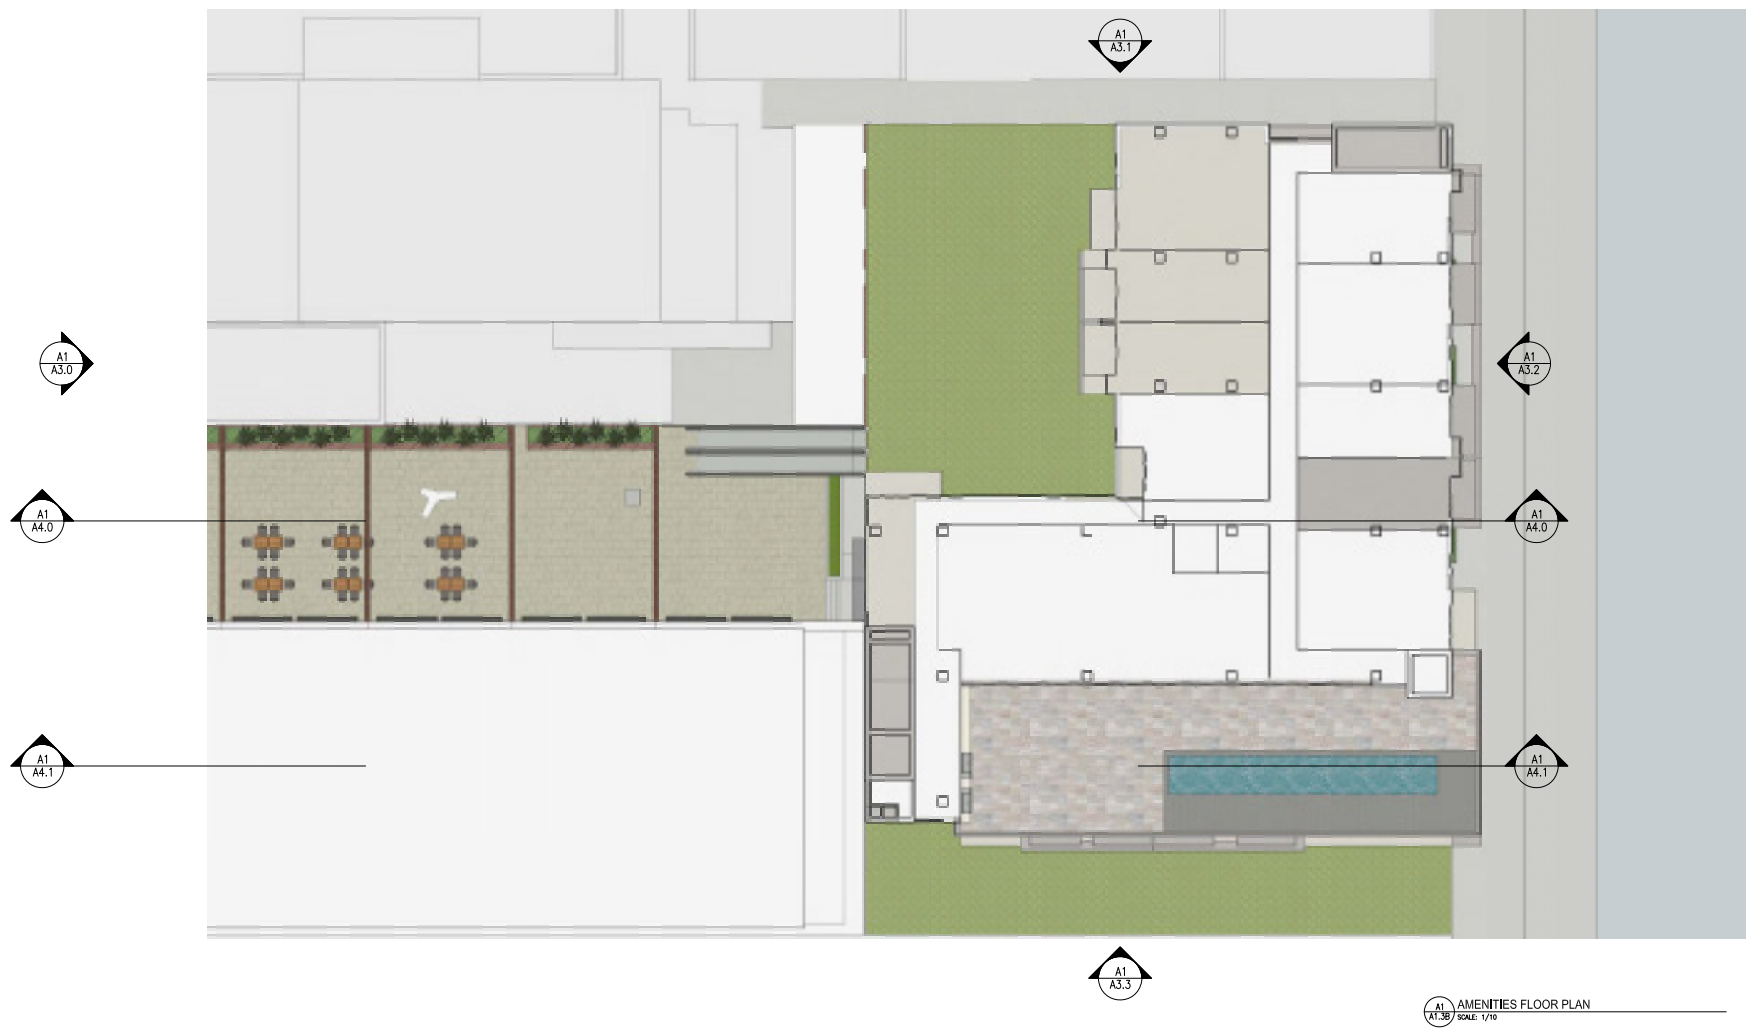 A1
A3.1
A1
A3.0
A1
A3.2
A1
A4.0
A1
A4.0
A1
A4.1
A1
A4.1
A1
A3.3
A1
A1.3B
AMENITIES FLOOR PLAN
SCALE: 1/10